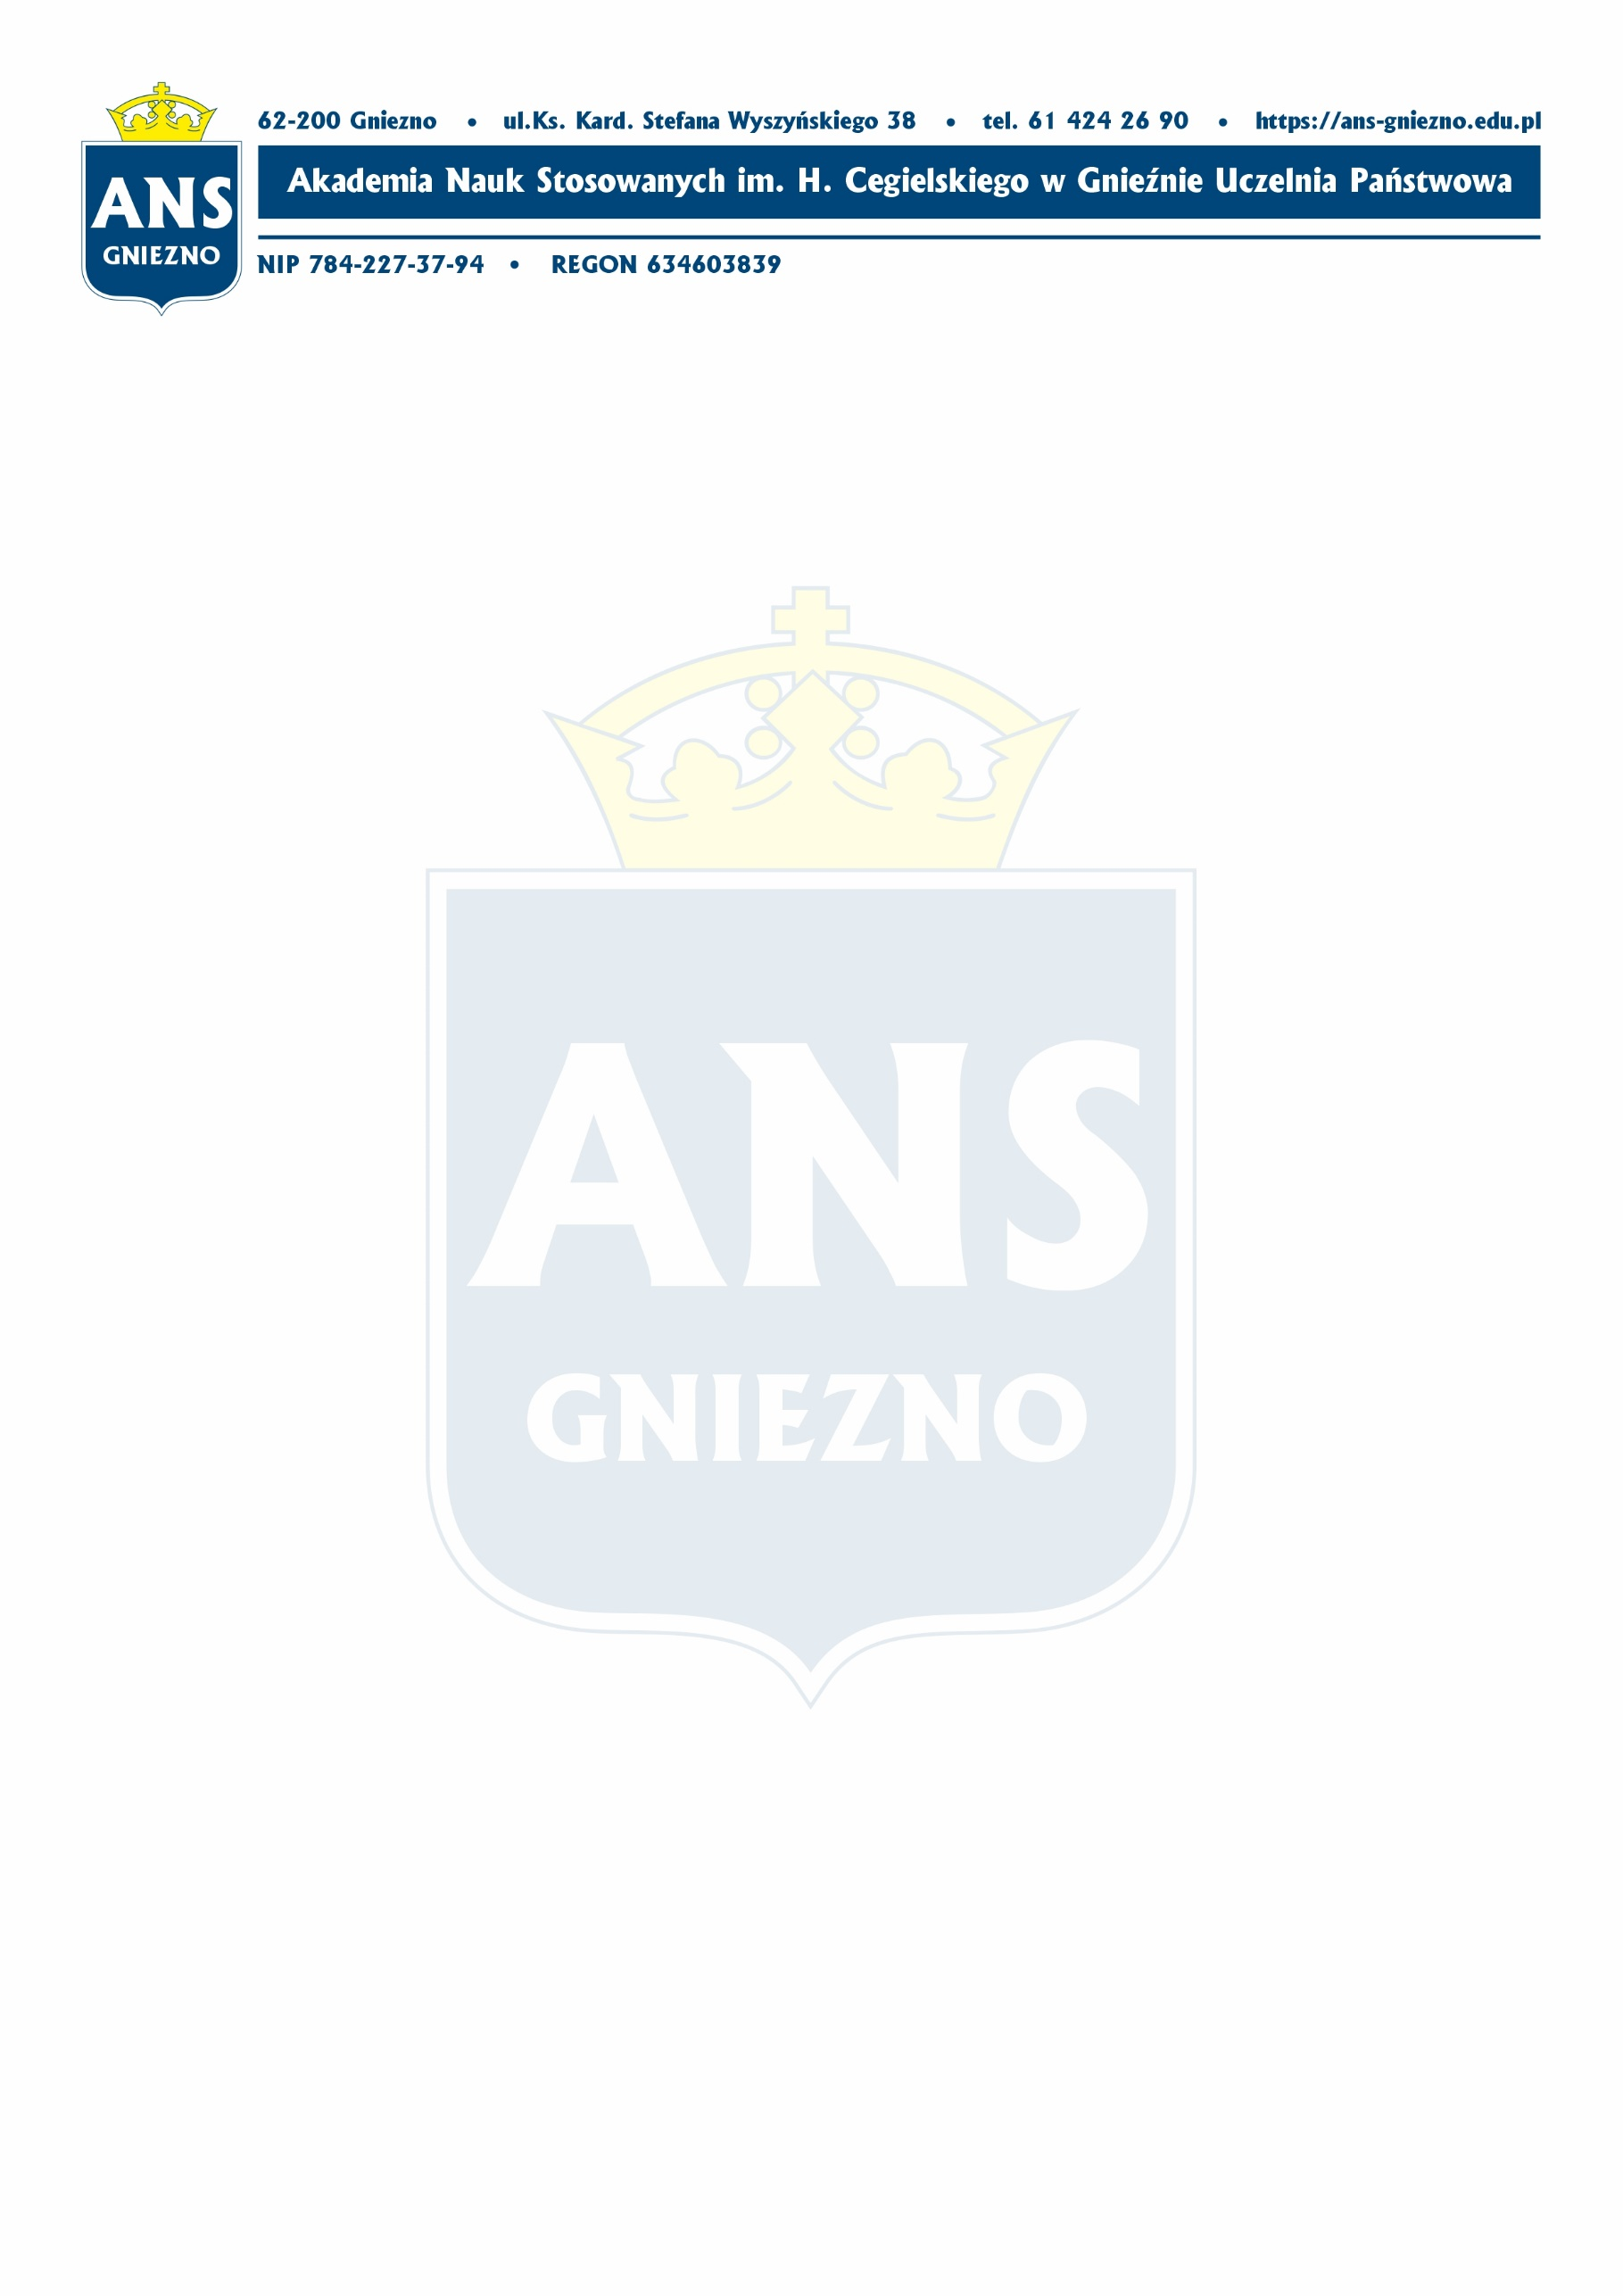 62-200 Gniezno • ul.Ks. Kard. Stefana Wyszyńskiego 38 • tel. 61 424 26 90 • https://ans-gniezno.edu.pl
Akademia Nauk Stosowanych im. H. Cegielskiego w Gnieźnie Uczelnia Państwowa
ANS
GNIEZNO
NIP 784-227-37-94 • REGON 634603839
ANS
GNIEZNO